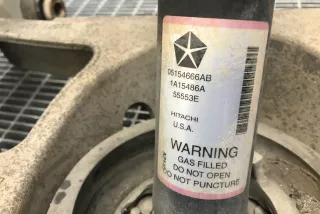 05154666AB
1A15486A
55553E
HITACHI
U.S.A.
WARNING
GAS FILLED
DO NOT OPEN
DO NOT PUNCTURE